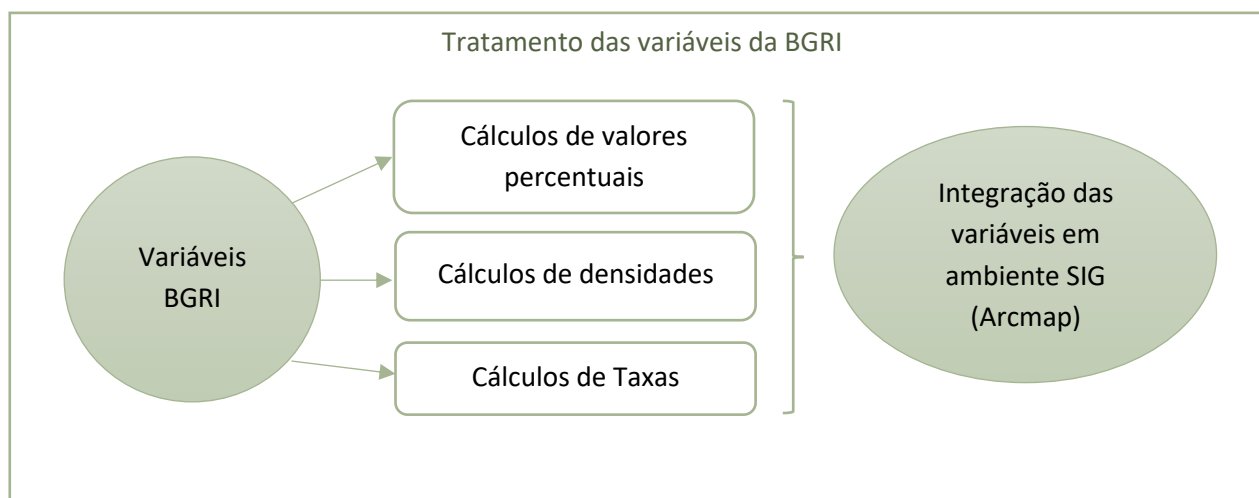 Tratamento das variáveis da BGRI
Variáveis
BGRI
Cálculos de valores
percentuais
Cálculos de densidades
Cálculos de Taxas
Integração das
variáveis em
ambiente SIG
(Arcmap)